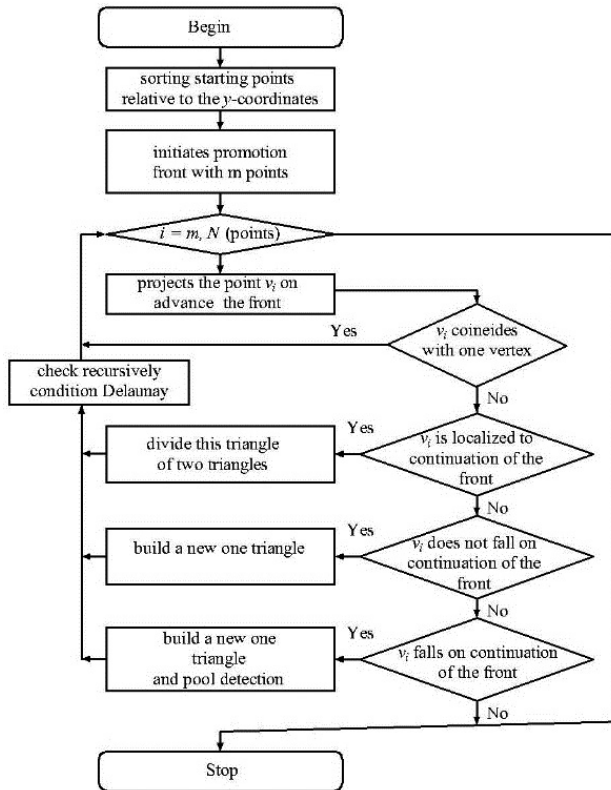 Begin
sorting starting points
relative to the y-coordinates
initiates promotion
front with m points
i = m, N (points)
projects the point vi on
advance the front
Yes
vi coineides
with one vertex
check recursively
condition Delaunay
No
divide this triangle
of two triangles
Yes
vi is localized to
continuation of the
front
No
build a new one triangle
Yes
vi does not fall on
continuation of the
front
No
build a new one
triangle
and pool detection
Yes
vi falls on continuation
of the front
No
Stop